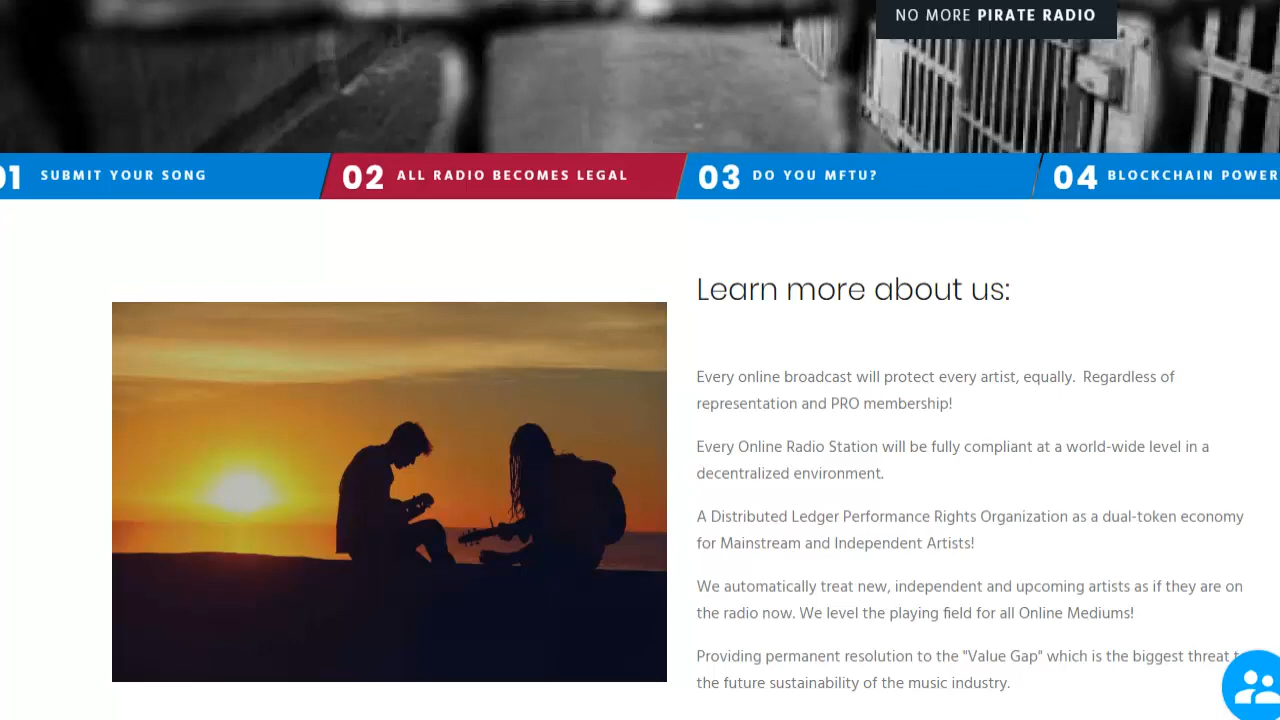 NO MORE PIRATE RADIO
01 SUBMIT YOUR SONG
02 ALL RADIO BECOMES LEGAL
03 DO YOU MFTU?
04 BLOCKCHAIN POWER
Learn more about us:
Every online broadcast will protect every artist, equally.  Regardless of
representation and PRO membership!
Every Online Radio Station will be fully compliant at a world-wide level in a
decentralized environment.
A Distributed Ledger Performance Rights Organization as a dual-token economy
for Mainstream and Independent Artists!
We automatically treat new, independent and upcoming artists as if they are on
the radio now. We level the playing field for all Online Mediums!
Providing permanent resolution to the "Value Gap" which is the biggest threat to
the future sustainability of the music industry.